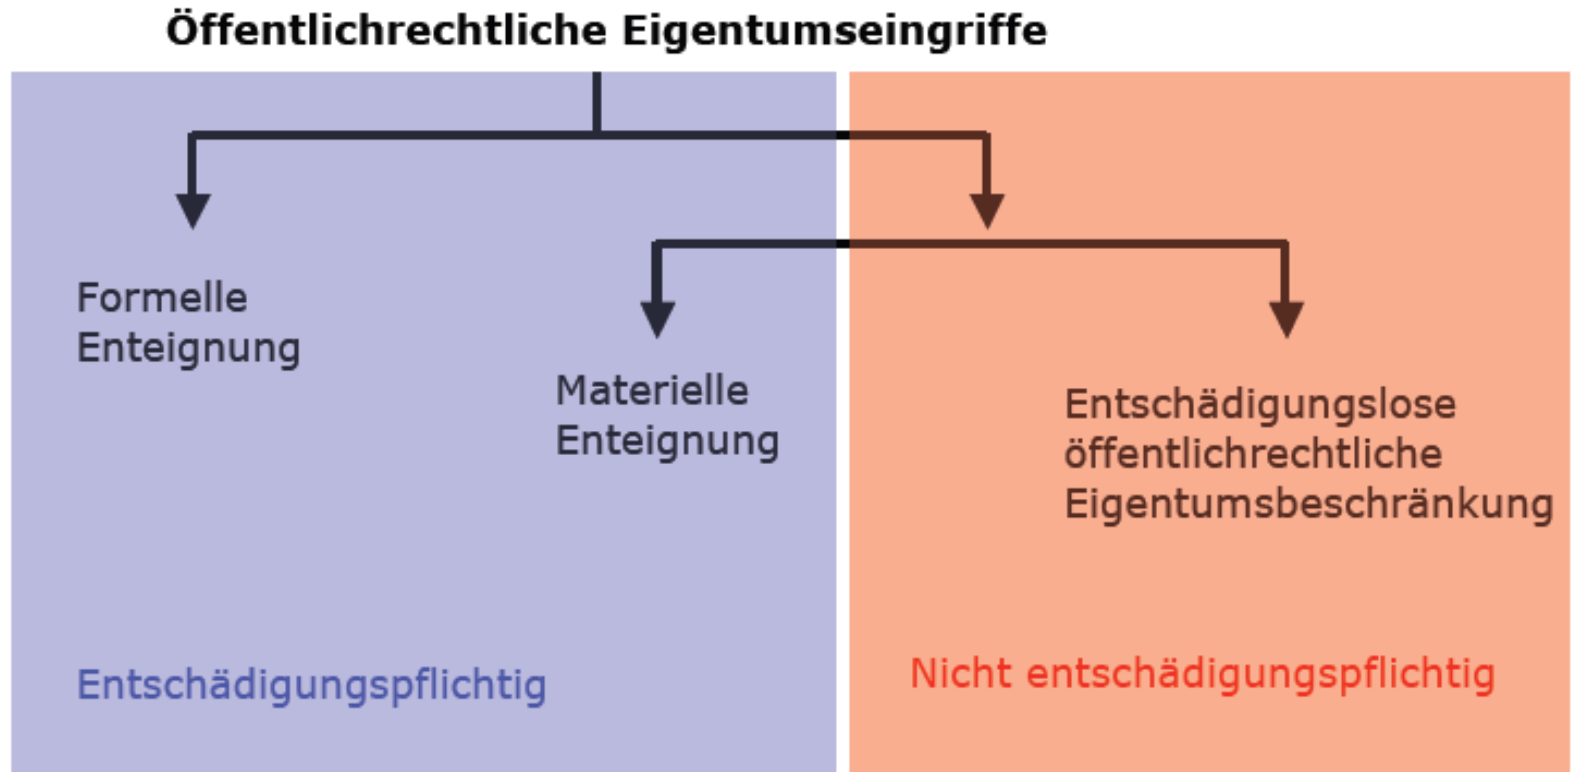 Öffentlichrechtliche Eigentumseingriffe
Formelle
Enteignung
Materielle
Enteignung
Entschädigungslose
öffentlichrechtliche
Eigentumsbeschränkung
Entschädigungspflichtig
Nicht entschädigungspflichtig